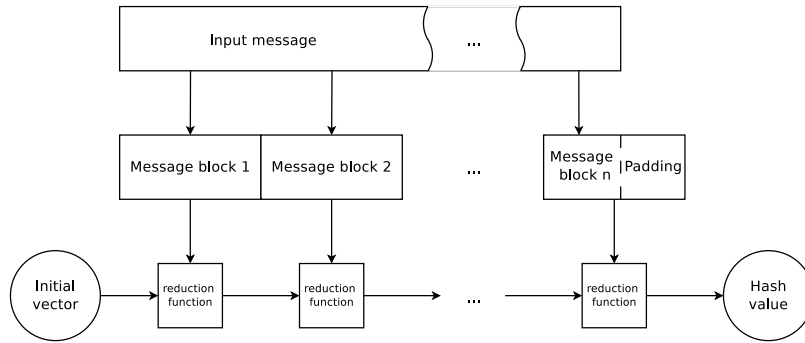 Input message
...
Message block 1
Message block 2
...
Message
block n
Padding
Initial
vector
reduction
function
reduction
function
...
reduction
function
Hash
value